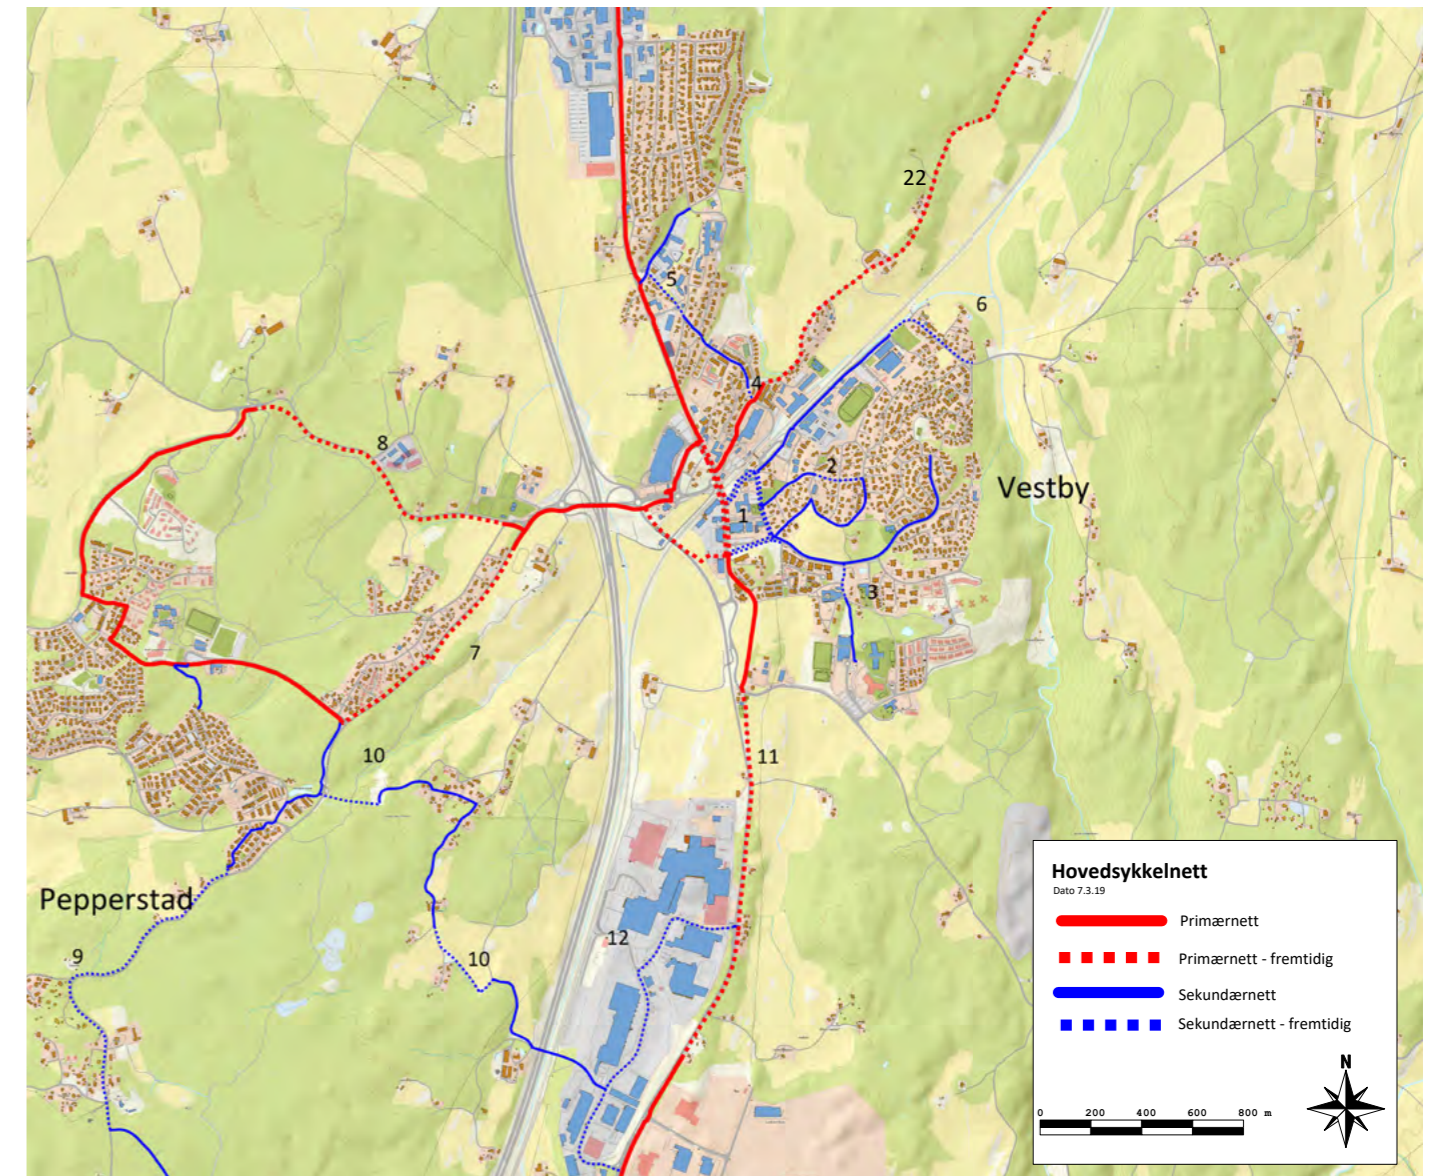 22
5
6
4
8
2
Vestby
1
3
7
10
11
Pepperstad
12
9
10
Hovedsykkelnett
Dato 7.3.19
Primærnett
Primærnett - fremtidig
Sekundærnett
Sekundærnett - fremtidig
N
0 200 400 600 800 m